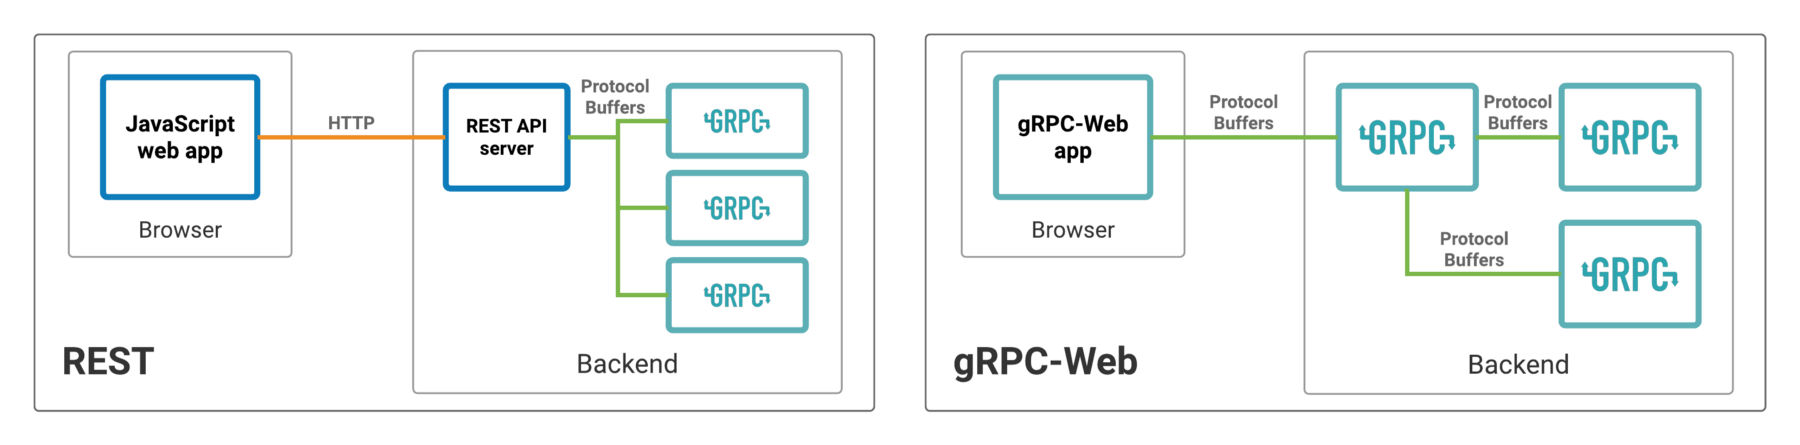 JavaScript
web app
Browser
HTTP
REST API
server
Protocol
Buffers
GRPC
GRPC
GRPC
Backend
REST
gRPC-Web
app
Browser
Protocol
Buffers
GRPC
Protocol
Buffers
GRPC
Protocol
Buffers
GRPC
Backend
gRPC-Web